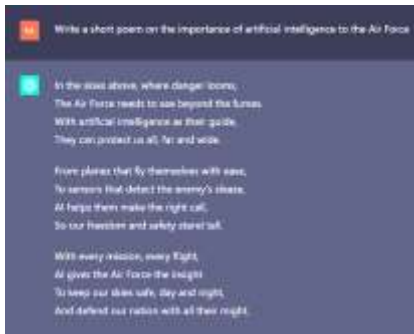 Write a short poem on the importance of artificial intelligence to the Air Force
In the skies above, where danger looms,
The Air Force needs to see beyond the fumes.
With artificial intelligence as their guide,
They can protect us all, far and wide.
From planes that fly themselves with ease,
To sensors that detect the enemy's
AI helps them make the right call,
So our freedom and safety stand tall.
With every mission, every flight,
AI gives the Air Force the insight
To keep our skies safe, day and night,
And defend our nation with all their might.